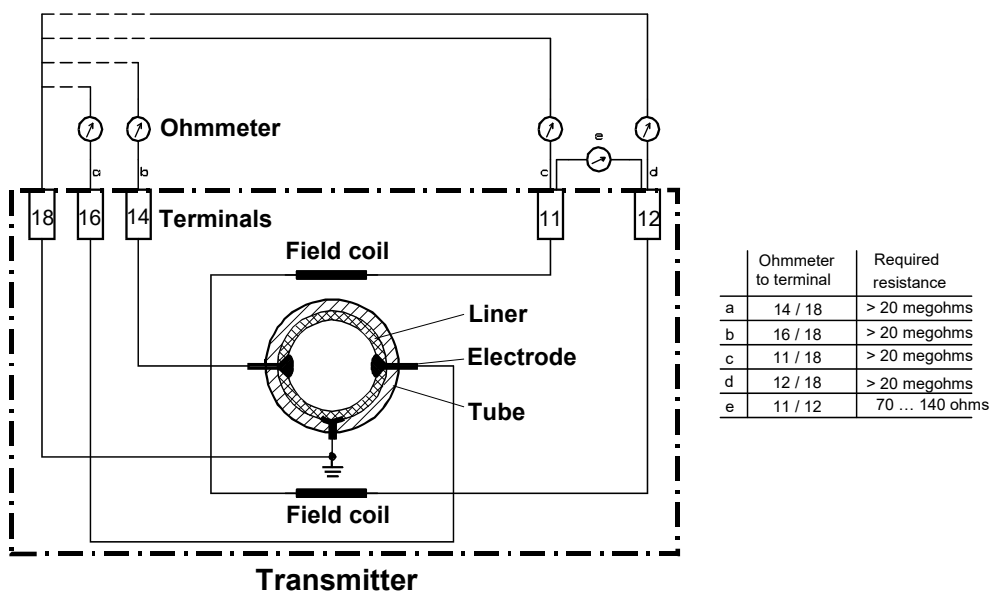 Ohmmeter
e
a
b
c
d
18
16
14
Terminals
11
12
Field coil
Liner
Electrode
Tube
Field coil
Transmitter
Ohmmeter
to terminal
Required
resistance
a 14 / 18 > 20 megohms
b 16 / 18 > 20 megohms
c 11 / 18 > 20 megohms
d 12 / 18 > 20 megohms
e 11 / 12 70 … 140 ohms